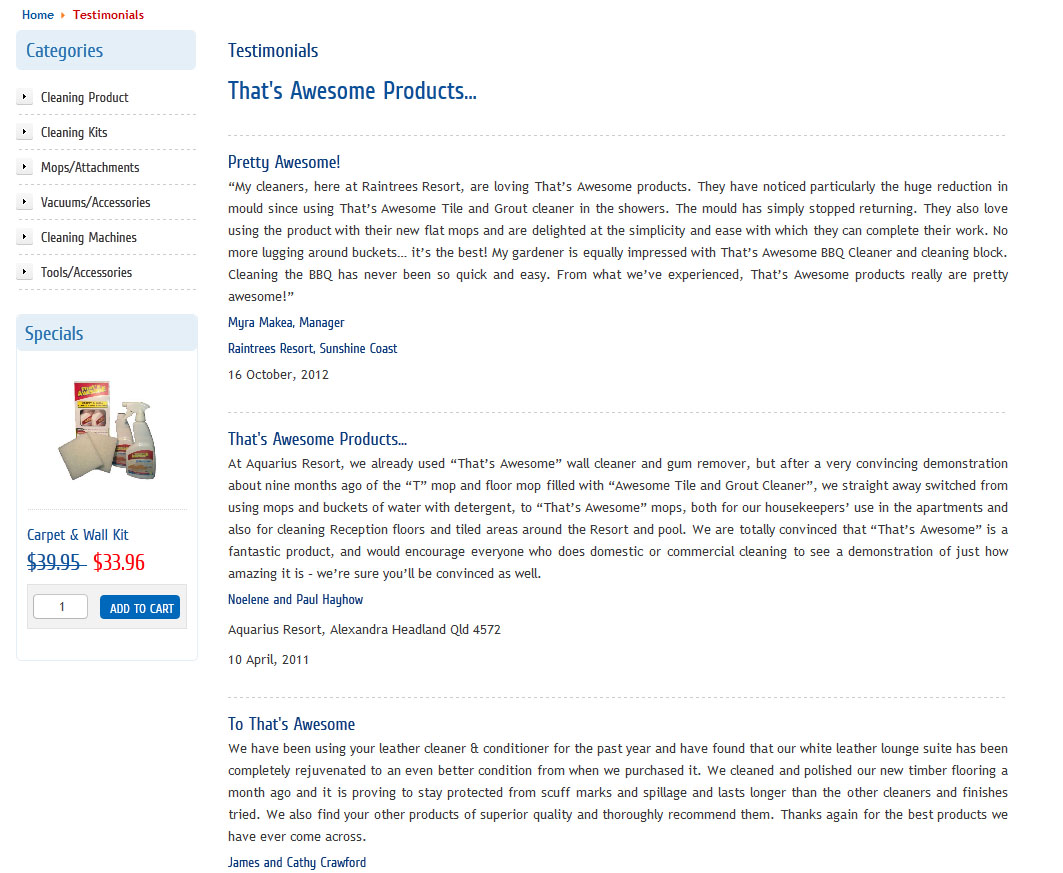 Home Testimonials
Categories
Cleaning Product
Cleaning Kits
Mops/Attachments
Vacuums/Accessories
Cleaning Machines
Tools/Accessories
Specials
Carpet & Wall Kit
$39.95 $33.96
1 ADD TO CART
Testimonials
That's Awesome Products...
Pretty Awesome!
“My cleaners, here at Raintrees Resort, are loving That’s Awesome products. They have noticed particularly the huge reduction in
mould since using That’s Awesome Tile and Grout cleaner in the showers. The mould has simply stopped returning. They also love
using the product with their new flat mops and are delighted at the simplicity and ease with which they can complete their work. No
more lugging around buckets… it’s the best! My gardener is equally impressed with That’s Awesome BBQ Cleaner and cleaning block.
Cleaning the BBQ has never been so quick and easy. From what we’ve experienced, That’s Awesome products really are pretty
awesome!”
Myra Makea, Manager
Raintrees Resort, Sunshine Coast
16 October, 2012
That's Awesome Products...
At Aquarius Resort, we already used “That’s Awesome” wall cleaner and gum remover, but after a very convincing demonstration
about nine months ago of the “T” mop and floor mop filled with “Awesome Tile and Grout Cleaner”, we straight away switched from
using mops and buckets of water with detergent, to “That’s Awesome” mops, both for our housekeepers’ use in the apartments and
also for cleaning Reception floors and tiled areas around the Resort and pool. We are totally convinced that “That’s Awesome” is a
fantastic product, and would encourage everyone who does domestic or commercial cleaning to see a demonstration of just how
amazing it is - we’re sure you’ll be convinced as well.
Noelene and Paul Hayhow
Aquarius Resort, Alexandra Headland Qld 4572
10 April, 2011
To That's Awesome
We have been using your leather cleaner & conditioner for the past year and have found that our white leather lounge suite has been
completely rejuvenated to an even better condition from when we purchased it. We cleaned and polished our new timber flooring a
month ago and it is proving to stay protected from scuff marks and spillage and lasts longer than the other cleaners and finishes
tried. We also find your other products of superior quality and thoroughly recommend them. Thanks again for the best products we
have ever come across.
James and Cathy Crawford